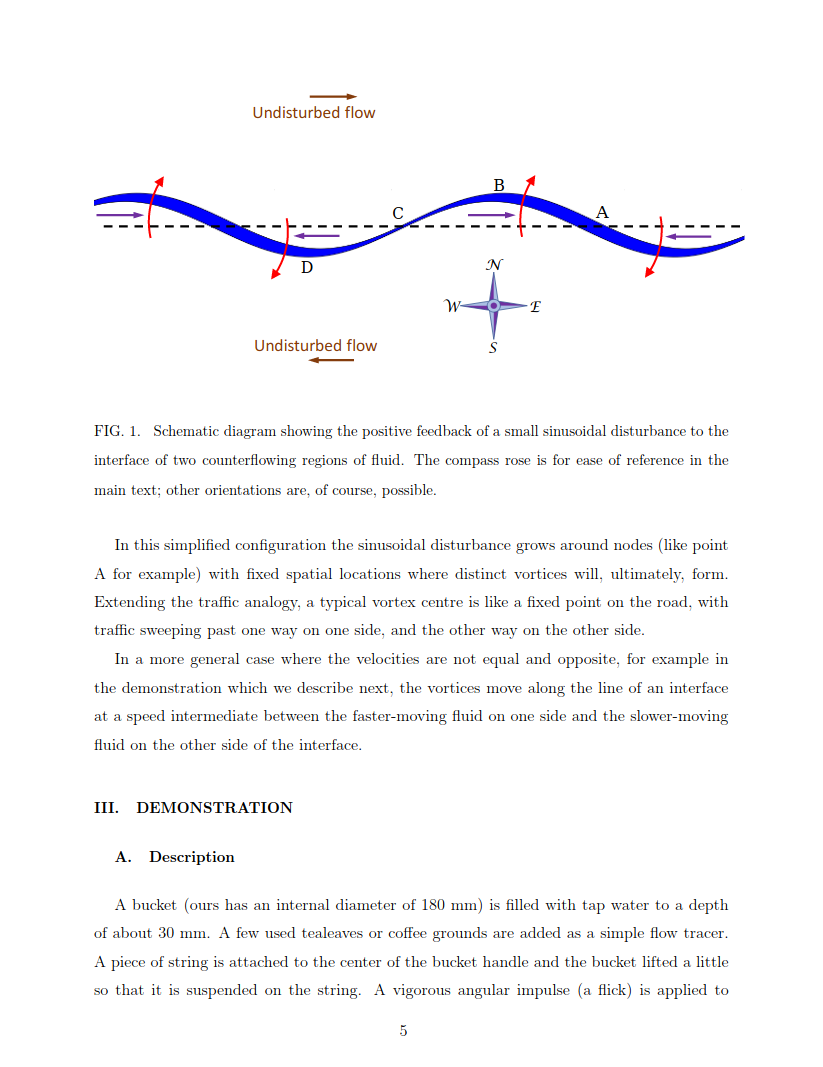 Undisturbed flow
B
C
A
D
N
W
E
S
Undisturbed flow
FIG. 1. Schematic diagram showing the positive feedback of a small sinusoidal disturbance to the
interface of two counterflowing regions of fluid. The compass rose is for ease of reference in the
main text; other orientations are, of course, possible.
In this simplified configuration the sinusoidal disturbance grows around nodes (like point
A for example) with fixed spatial locations where distinct vortices will, ultimately, form.
Extending the traffic analogy, a typical vortex centre is like a fixed point on the road, with
traffic sweeping past one way on one side, and the other way on the other side.
In a more general case where the velocities are not equal and opposite, for example in
the demonstration which we describe next, the vortices move along the line of an interface
at a speed intermediate between the faster-moving fluid on one side and the slower-moving
fluid on the other side of the interface.
III. DEMONSTRATION
A. Description
A bucket (ours has an internal diameter of 180 mm) is filled with tap water to a depth
of about 30 mm. A few used tealeaves or coffee grounds are added as a simple flow tracer.
A piece of string is attached to the center of the bucket handle and the bucket lifted a little
so that it is suspended on the string. A vigorous angular impulse (a flick) is applied to
5